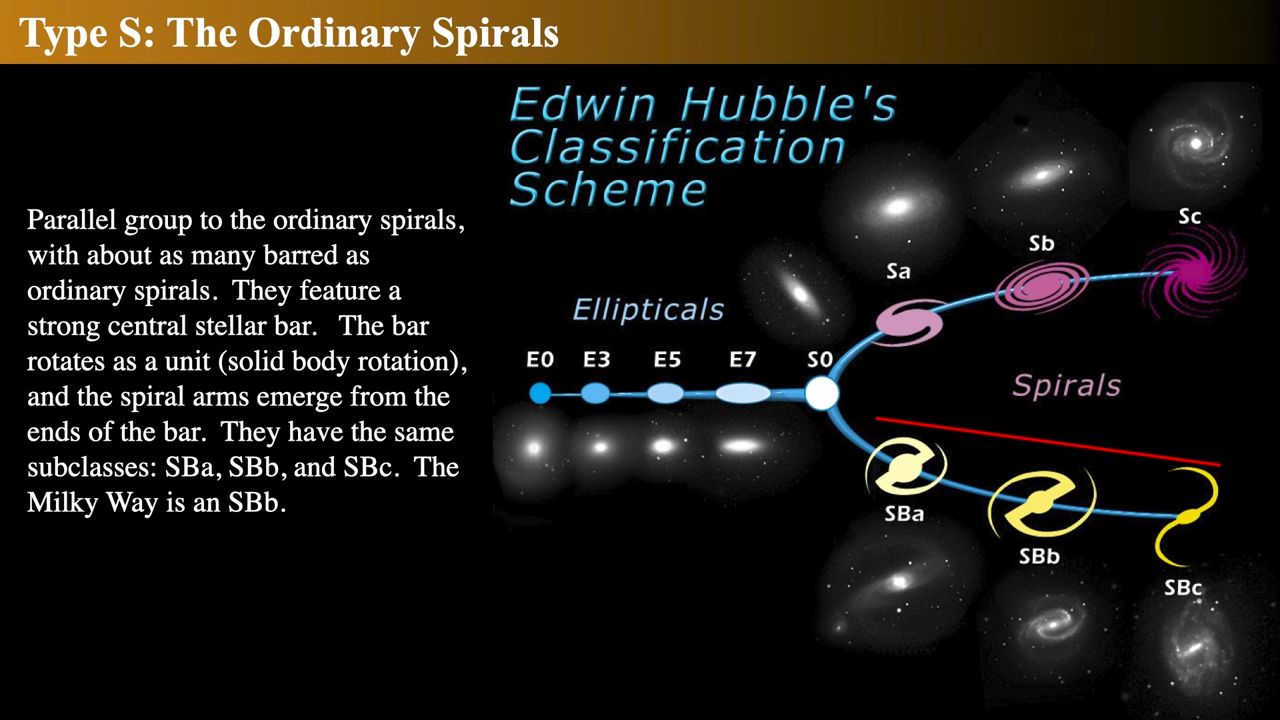 Type S: The Ordinary Spirals
Edwin Hubble's
Classification
Scheme
Parallel group to the ordinary spirals,
with about as many barred as
ordinary spirals.  They feature a
strong central stellar bar.   The bar
rotates as a unit (solid body rotation),
and the spiral arms emerge from the
ends of the bar.  They have the same
subclasses: SBa, SBb, and SBc.  The
Milky Way is an SBb.
Sc
Sb
Sa
Ellipticals
E0 E3 E5 E7 S0
Spirals
SBa
SBb
SBc